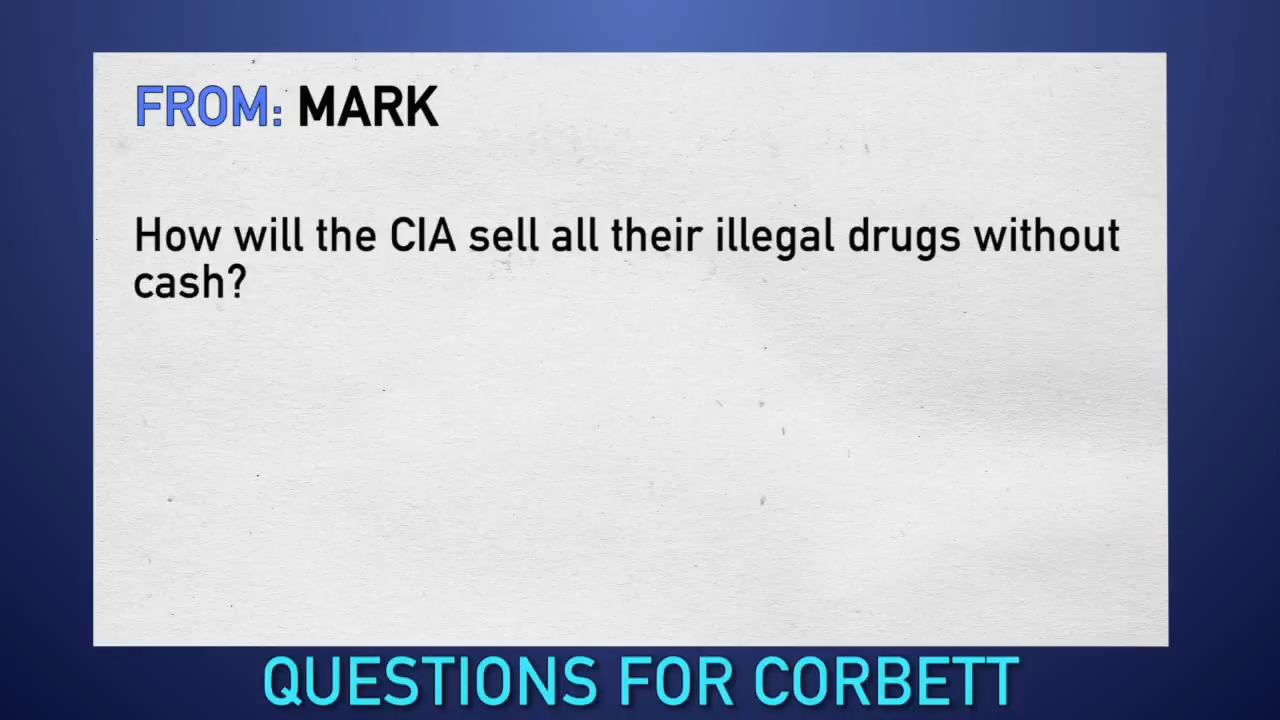 FROM: MARK
How will the CIA sell all their illegal drugs without
cash?
QUESTIONS FOR CORBETT